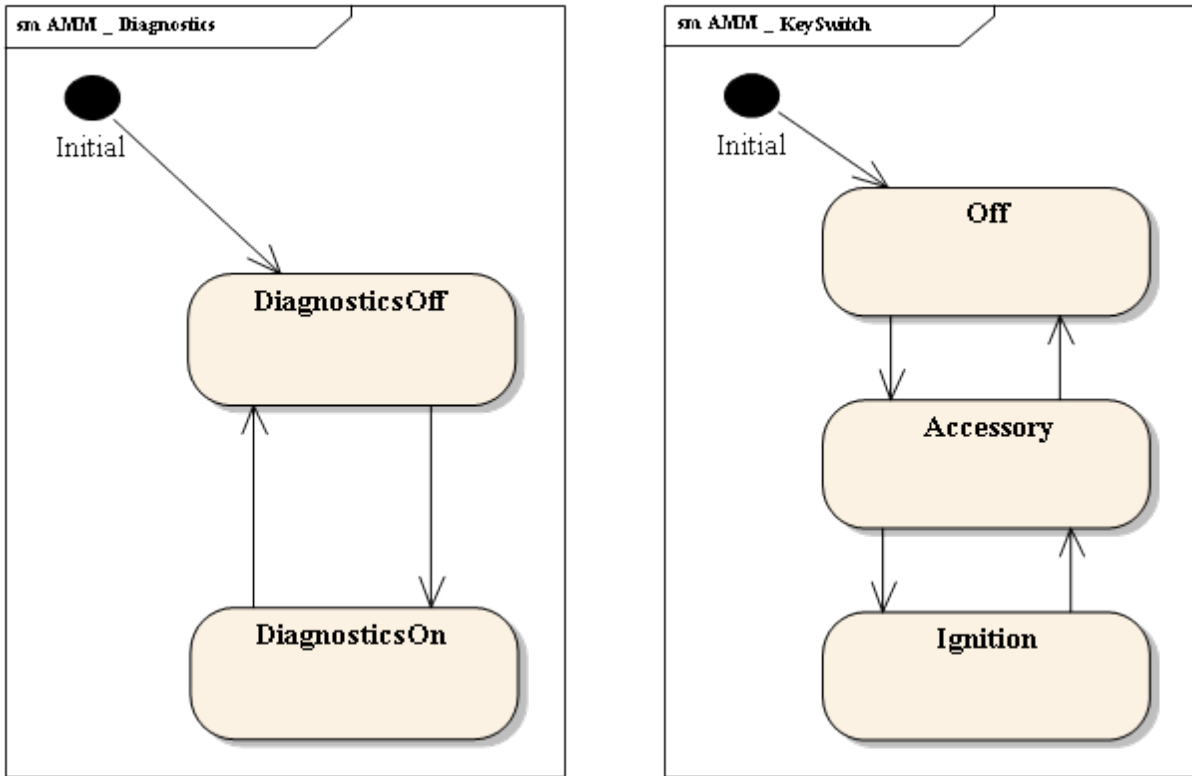 sm AMM _ Diagnostics
Initial
DiagnosticsOff
DiagnosticsOn
sm AMM _ KeySwitch
Initial
Off
Accessory
Ignition